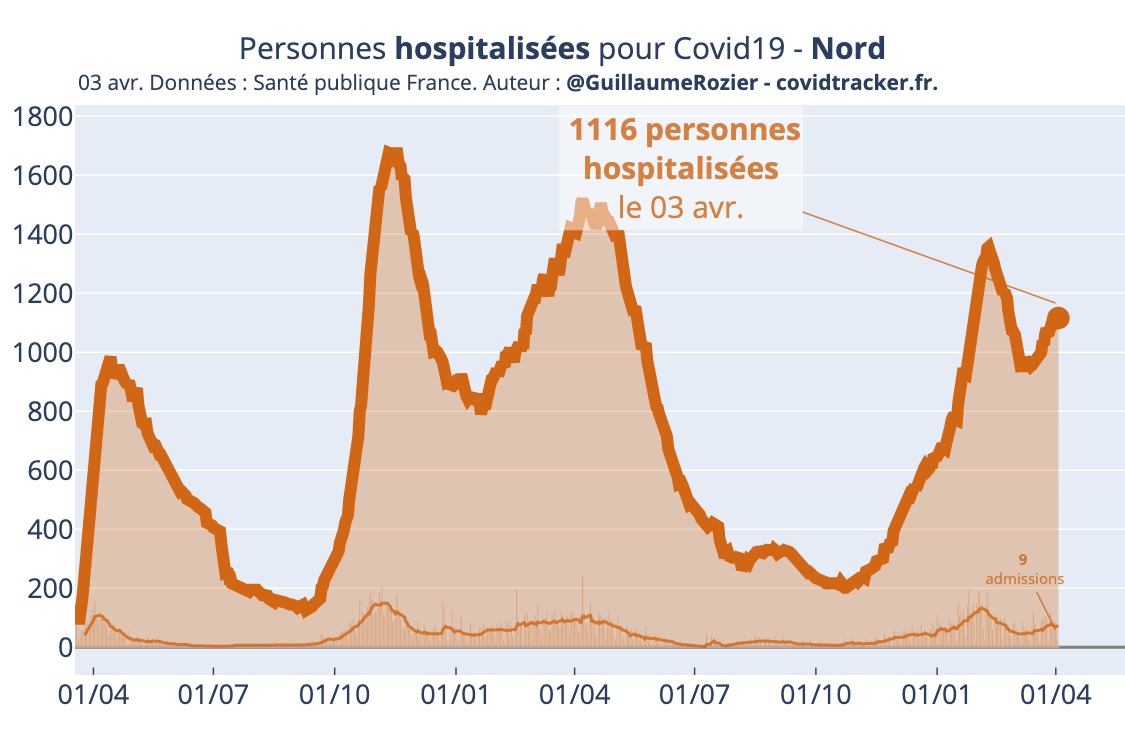 Personnes hospitalisées pour Covid19 - Nord
03 avr. Données : Santé publique France. Auteur : @GuillaumeRozier - covidtracker.fr.
1116 personnes
hospitalisées
le 03 avr.
1800
1600
1400
1200
1000
800
600
400
200
0
9
admissions
01/04 01/07 01/10 01/01 01/04 01/07 01/10 01/01 01/04